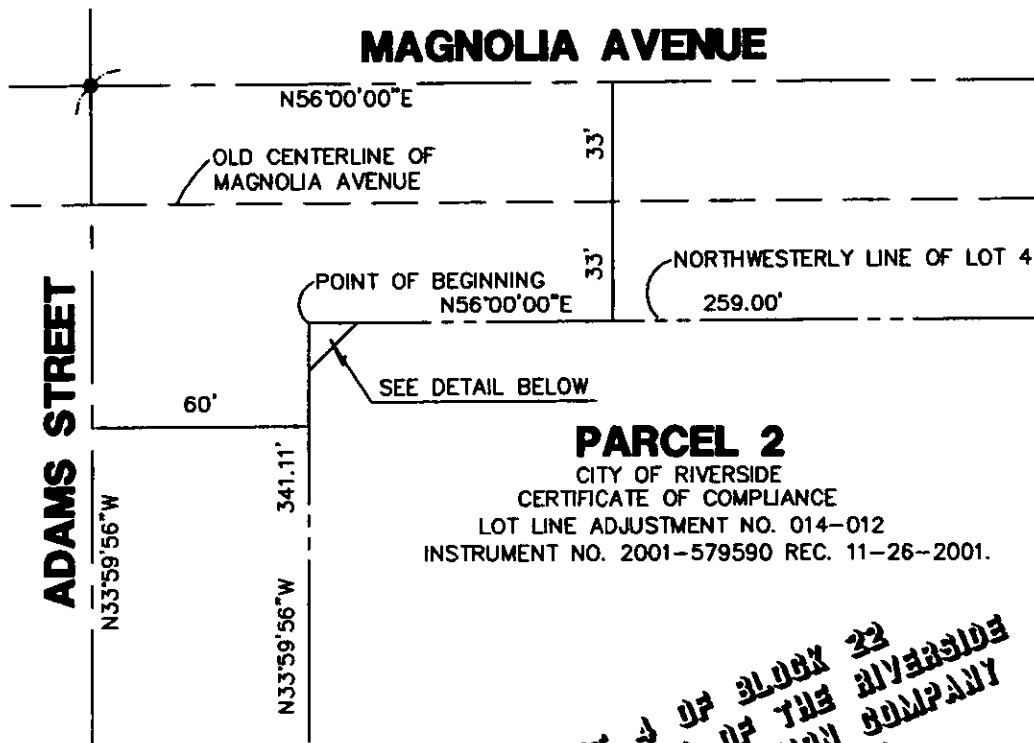 MAGNOLIA AVENUE
N56°00'00"E
OLD CENTERLINE OF
MAGNOLIA AVENUE
33'
33'
NORTHWESTERLY LINE OF LOT 4
POINT OF BEGINNING
N56°00'00"E
259.00'
SEE DETAIL BELOW
60'
ADAMS STREET
N33°59'56"W
341.11'
N33°59'56"W
PARCEL 2
CITY OF RIVERSIDE
CERTIFICATE OF COMPLIANCE
LOT LINE ADJUSTMENT NO. 014-012
INSTRUMENT NO. 2001-579590 REC. 11-26-2001.
4 OF BLOCK 22
OF THE RIVERSIDE
COMPANY